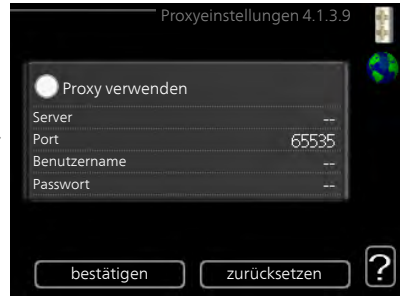 Proxyeinstellungen 4.1.3.9
Proxy verwenden
Server --
Port 65535
Benutzername --
Passwort --
bestätigen zurücksetzen ?